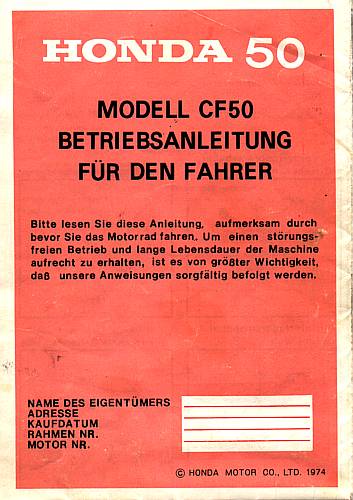 HONDA 50
MODELL CF50
BETRIEBSANLEITUNG
FÜR DEN FAHRER
Bitte lesen Sie diese Anleitung, aufmerksam durch
bevor Sie das Motorrad fahren. Um einen störungs-
freien Betrieb und lange Lebensdauer der Maschine
aufrecht zu erhalten, ist es von größter Wichtigkeit,
daß unsere Anweisungen sorgfältig befolgt werden.
NAME DES EIGENTÜMERS
ADRESSE
KAUFDATUM
RAHMEN NR.
MOTOR NR.
© HONDA MOTOR CO., LTD. 1974